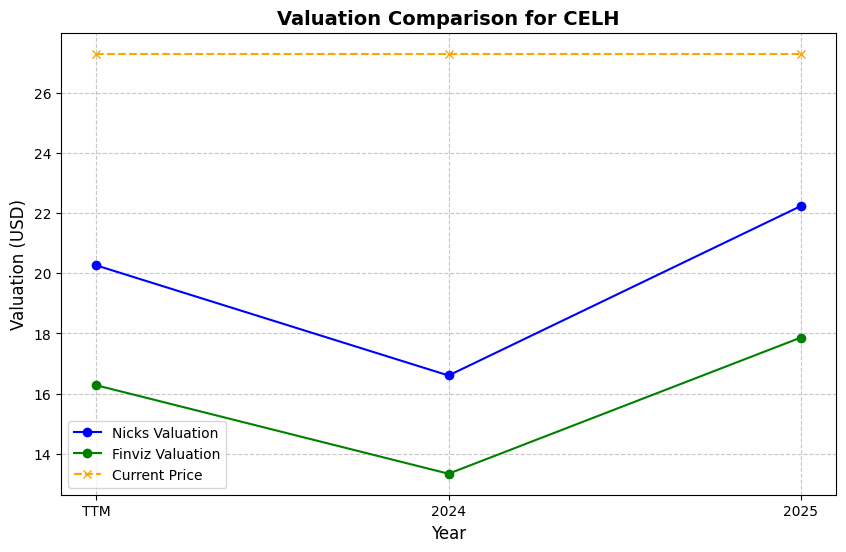 Valuation Comparison for CELH
Valuation (USD)
26
24
22
20
18
16
14
Nicks Valuation
Finviz Valuation
Current Price
TTM 2024 2025
Year